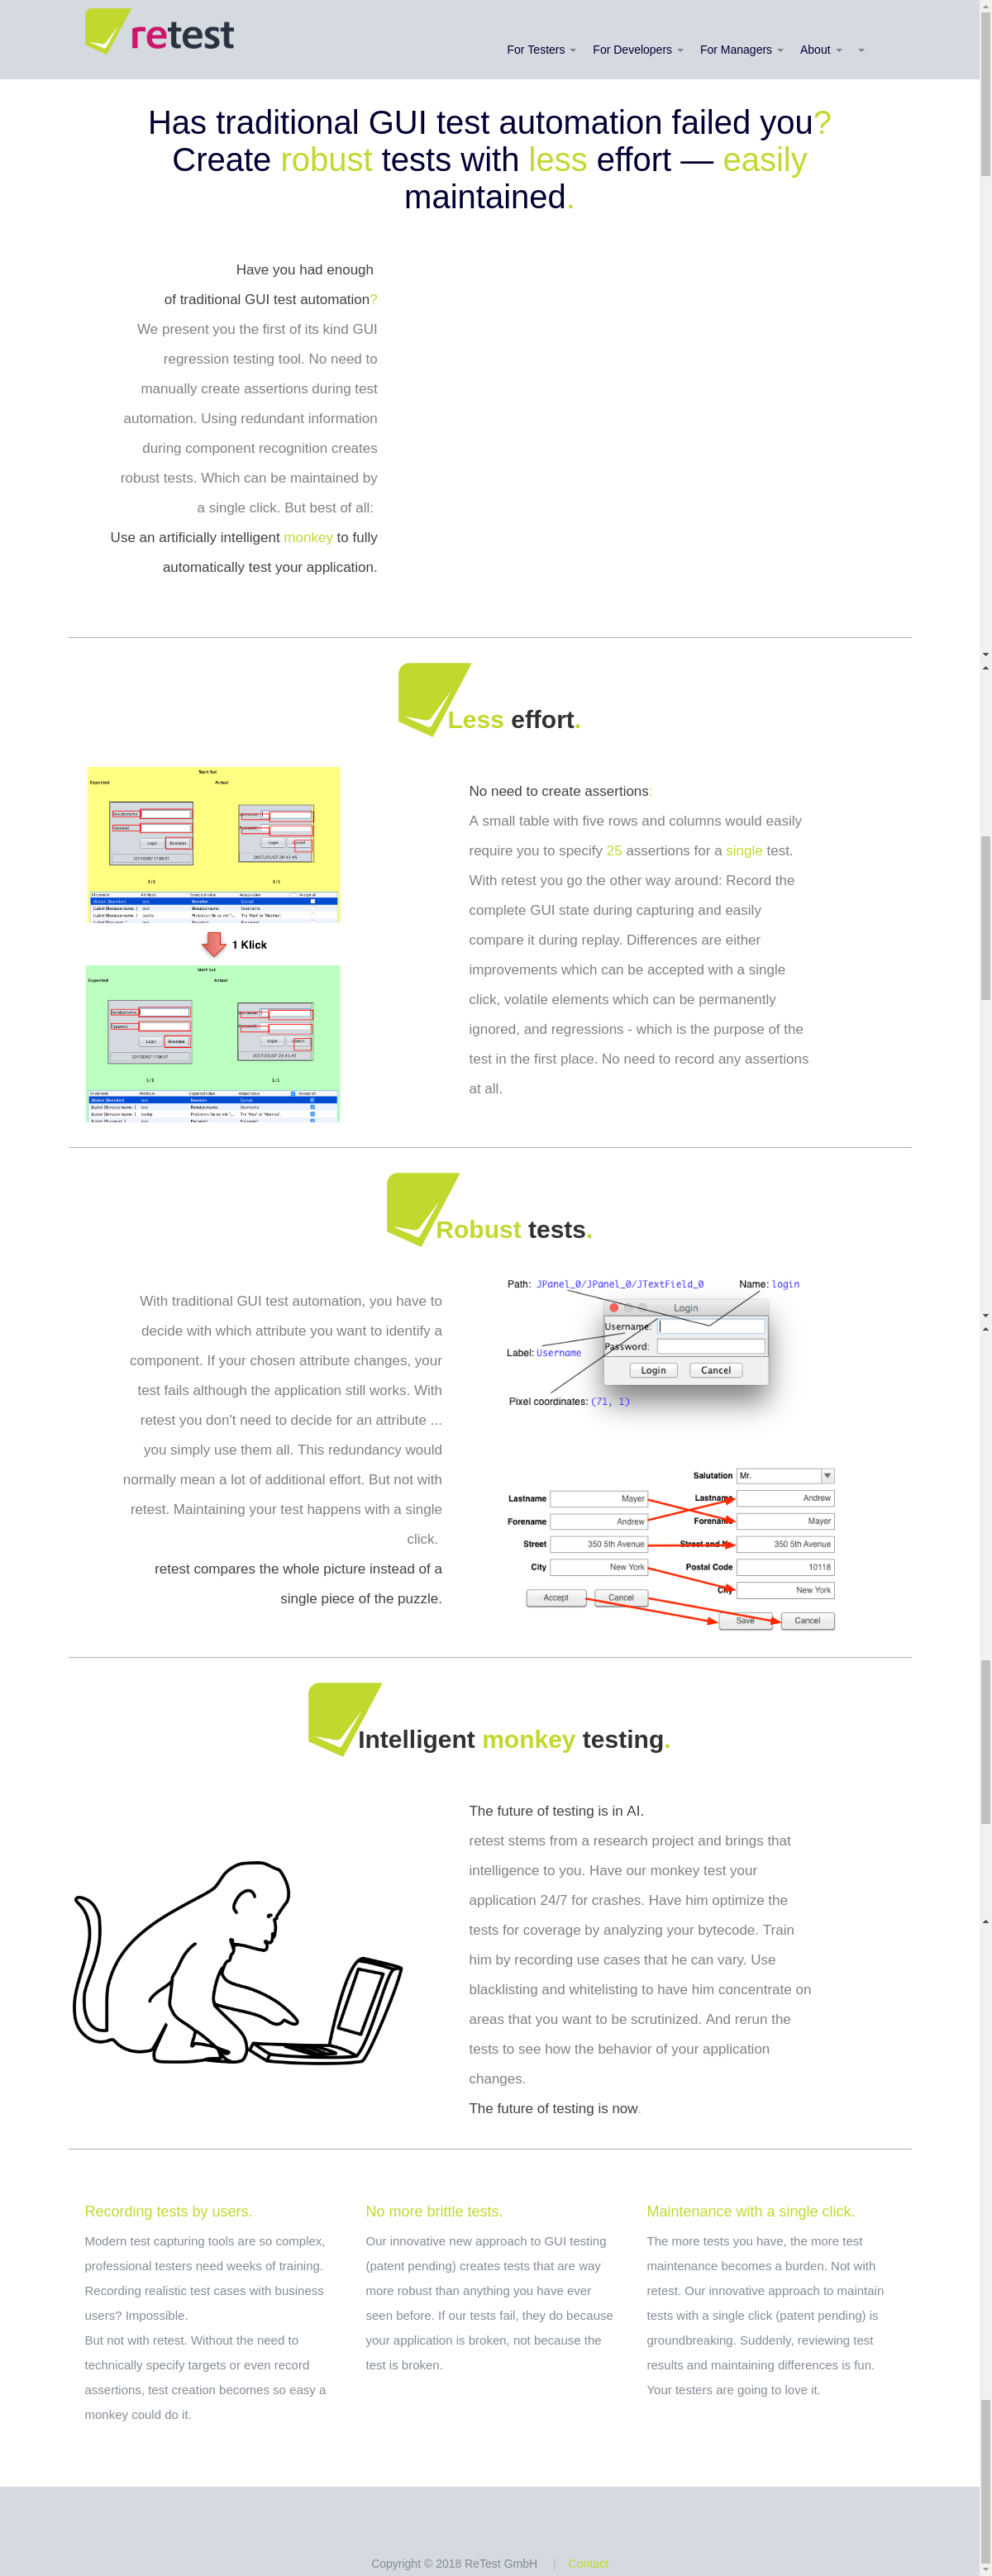 retest
For Testers
For Developers
For Managers
About
Has traditional GUI test automation failed you?
Create robust tests with less effort — easily
maintained.
Have you had enough
of traditional GUI test automation?
We present you the first of its kind GUI
regression testing tool. No need to
manually create assertions during test
automation. Using redundant information
during component recognition creates
robust tests. Which can be maintained by
a single click. But best of all:
Use an artificially intelligent monkey to fully
automatically test your application.
Less effort.
Expected
Actual
Login
1 Klick
Expected
Actual
Login
No need to create assertions:
A small table with five rows and columns would easily
require you to specify 25 assertions for a single test.
With retest you go the other way around: Record the
complete GUI state during capturing and easily
compare it during replay. Differences are either
improvements which can be accepted with a single
click, volatile elements which can be permanently
ignored, and regressions - which is the purpose of the
test in the first place. No need to record any assertions
at all.
Robust tests.
With traditional GUI test automation, you have to
decide with which attribute you want to identify a
component. If your chosen attribute changes, your
test fails although the application still works. With
retest you don't need to decide for an attribute ...
you simply use them all. This redundancy would
normally mean a lot of additional effort. But not with
retest. Maintaining your test happens with a single
click.
retest compares the whole picture instead of a
single piece of the puzzle.
Path: JPanel_0/JPanel_0/JTextField_0
Name: login
Login
Username:
Password:
Label: Username
Login
Cancel
Pixel coordinates: (71, 1)
Salutation Mr.
Lastname Mayer
Lastname Andrew
Forename Andrew
Forename Mayer
Street 350 5th Avenue
Street and Nr. 350 5th Avenue
City New York
Postal Code 10118
City New York
Accept
Cancel
Save
Cancel
Intelligent monkey testing.
The future of testing is in AI.
retest stems from a research project and brings that
intelligence to you. Have our monkey test your
application 24/7 for crashes. Have him optimize the
tests for coverage by analyzing your bytecode. Train
him by recording use cases that he can vary. Use
blacklisting and whitelisting to have him concentrate on
areas that you want to be scrutinized. And rerun the
tests to see how the behavior of your application
changes.
The future of testing is now.
Recording tests by users.
Modern test capturing tools are so complex,
professional testers need weeks of training.
Recording realistic test cases with business
users? Impossible.
But not with retest. Without the need to
technically specify targets or even record
assertions, test creation becomes so easy a
monkey could do it.
No more brittle tests.
Our innovative new approach to GUI testing
(patent pending) creates tests that are way
more robust than anything you have ever
seen before. If our tests fail, they do because
your application is broken, not because the
test is broken.
Maintenance with a single click.
The more tests you have, the more test
maintenance becomes a burden. Not with
retest. Our innovative approach to maintain
tests with a single click (patent pending) is
groundbreaking. Suddenly, reviewing test
results and maintaining differences is fun.
Your testers are going to love it.
Copyright © 2018 ReTest GmbH | Contact